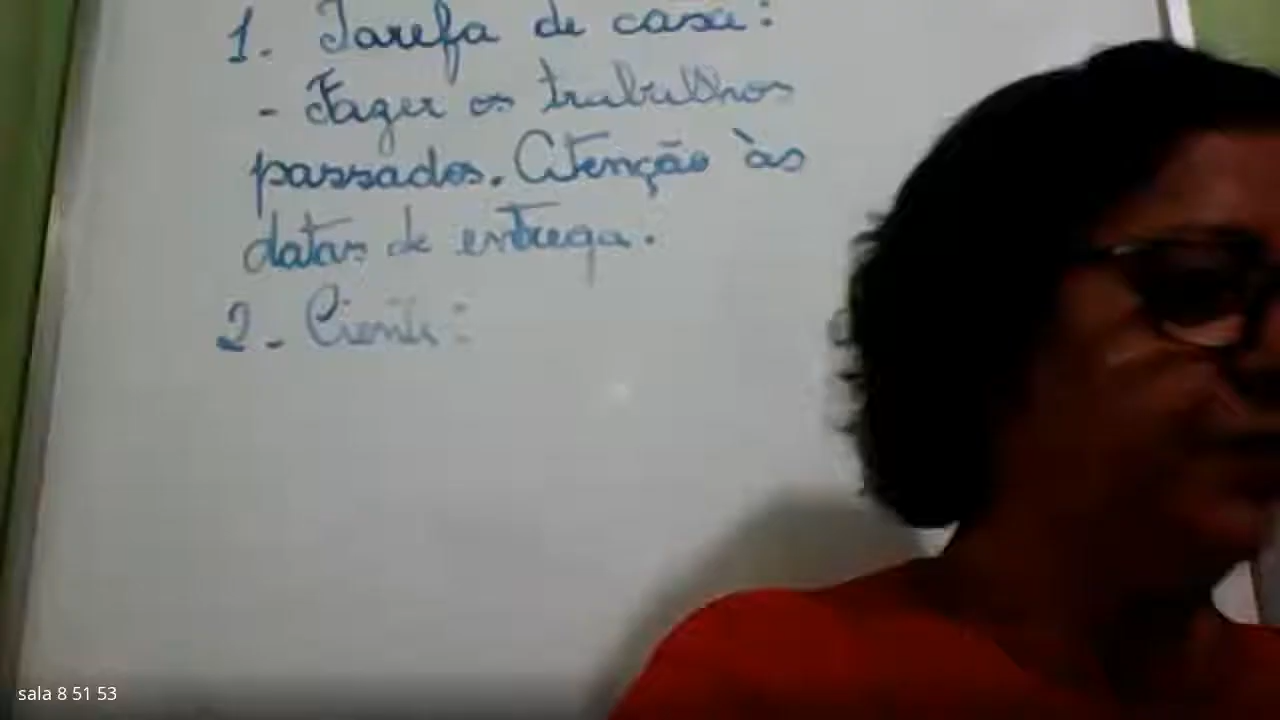 1. Tarefa de casa:
- Fazer os trabalhos
passados. Atenção às
datas de entrega.
2. Ciente:
sala 8 51 53